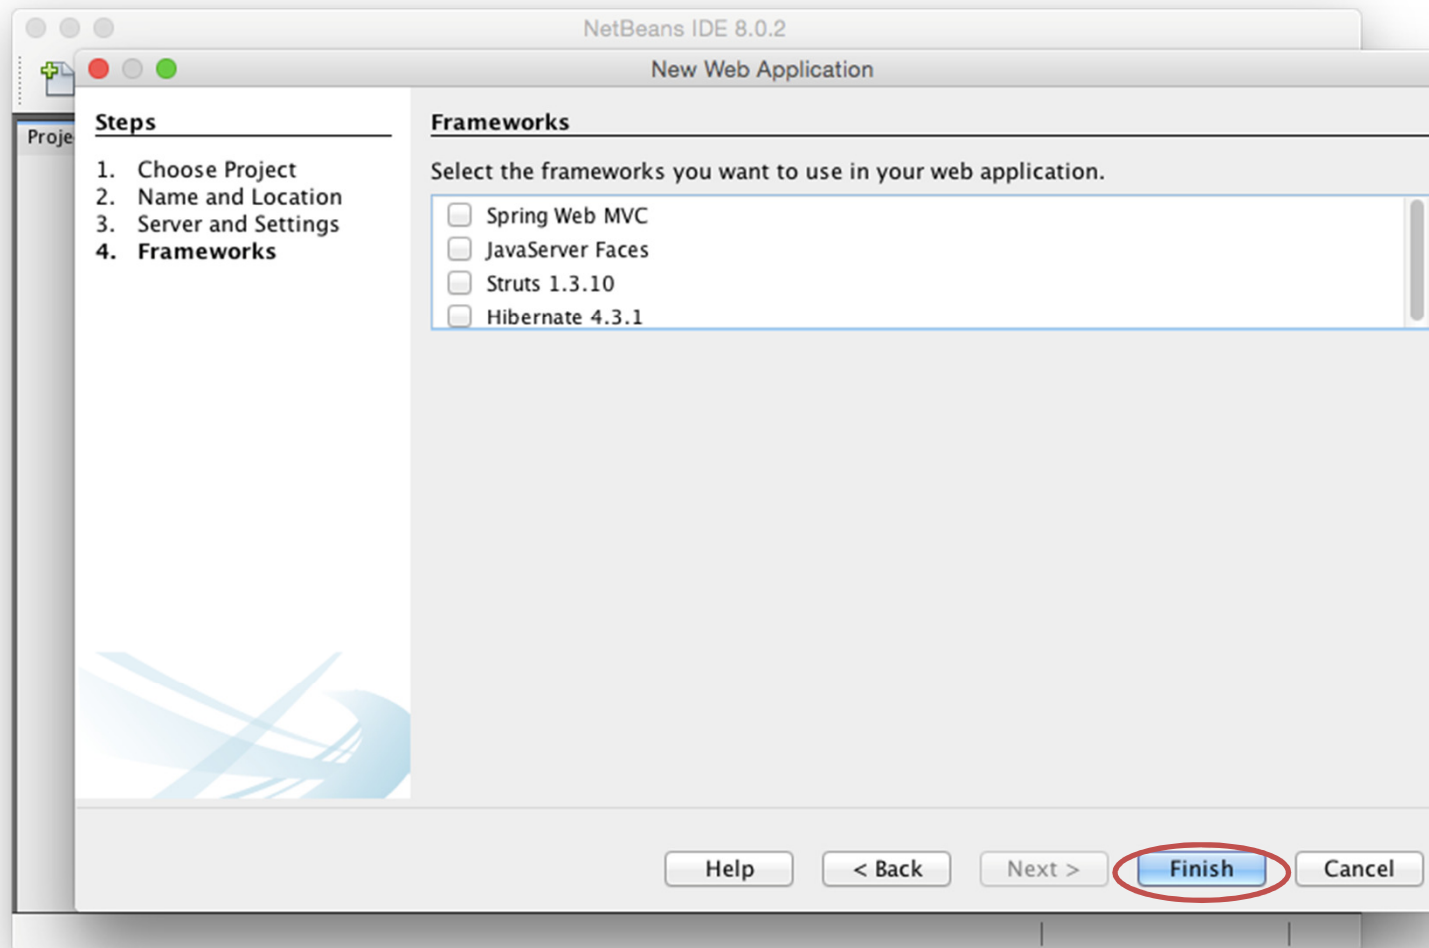 NetBeans IDE 8.0.2
New Web Application
Proje
Steps
1. Choose Project
2. Name and Location
3. Server and Settings
4. Frameworks
Frameworks
Select the frameworks you want to use in your web application.
Spring Web MVC
JavaServer Faces
Struts 1.3.10
Hibernate 4.3.1
Help
< Back
Next >
Finish
Cancel